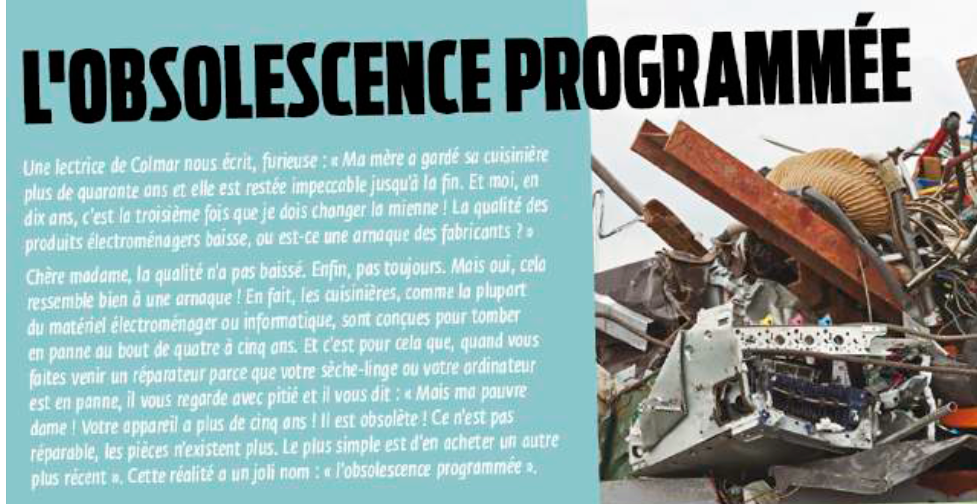 L'OBSOLESCENCE PROGRAMMÉE
Une lectrice de Colmar nous écrit, furieuse : « Ma mère a gardé sa cuisinière
plus de quarante ans et elle est restée impeccable jusqu'à la fin. Et moi, en
dix ans, c'est la troisième fois que je dois changer la mienne ! La qualité des
produits électroménagers baisse, ou est-ce une arnaque des fabricants ? »
Chère madame, la qualité n'a pas baissé. Enfin, pas toujours. Mais oui, cela
ressemble bien à une arnaque ! En fait, les cuisinières, comme la plupart
du matériel électroménager ou informatique, sont conçues pour tomber
en panne au bout de quatre à cinq ans. Et c'est pour cela que, quand vous
faites venir un réparateur parce que votre sèche-linge ou votre ordinateur
est en panne, il vous regarde avec pitié et il vous dit : « Mais ma pauvre
dame ! Votre appareil a plus de cinq ans ! Il est obsolète ! Ce n'est pas
réparable, les pièces n'existent plus. Le plus simple est d'en acheter un autre
plus récent ». Cette réalité a un joli nom : « l'obsolescence programmée ».